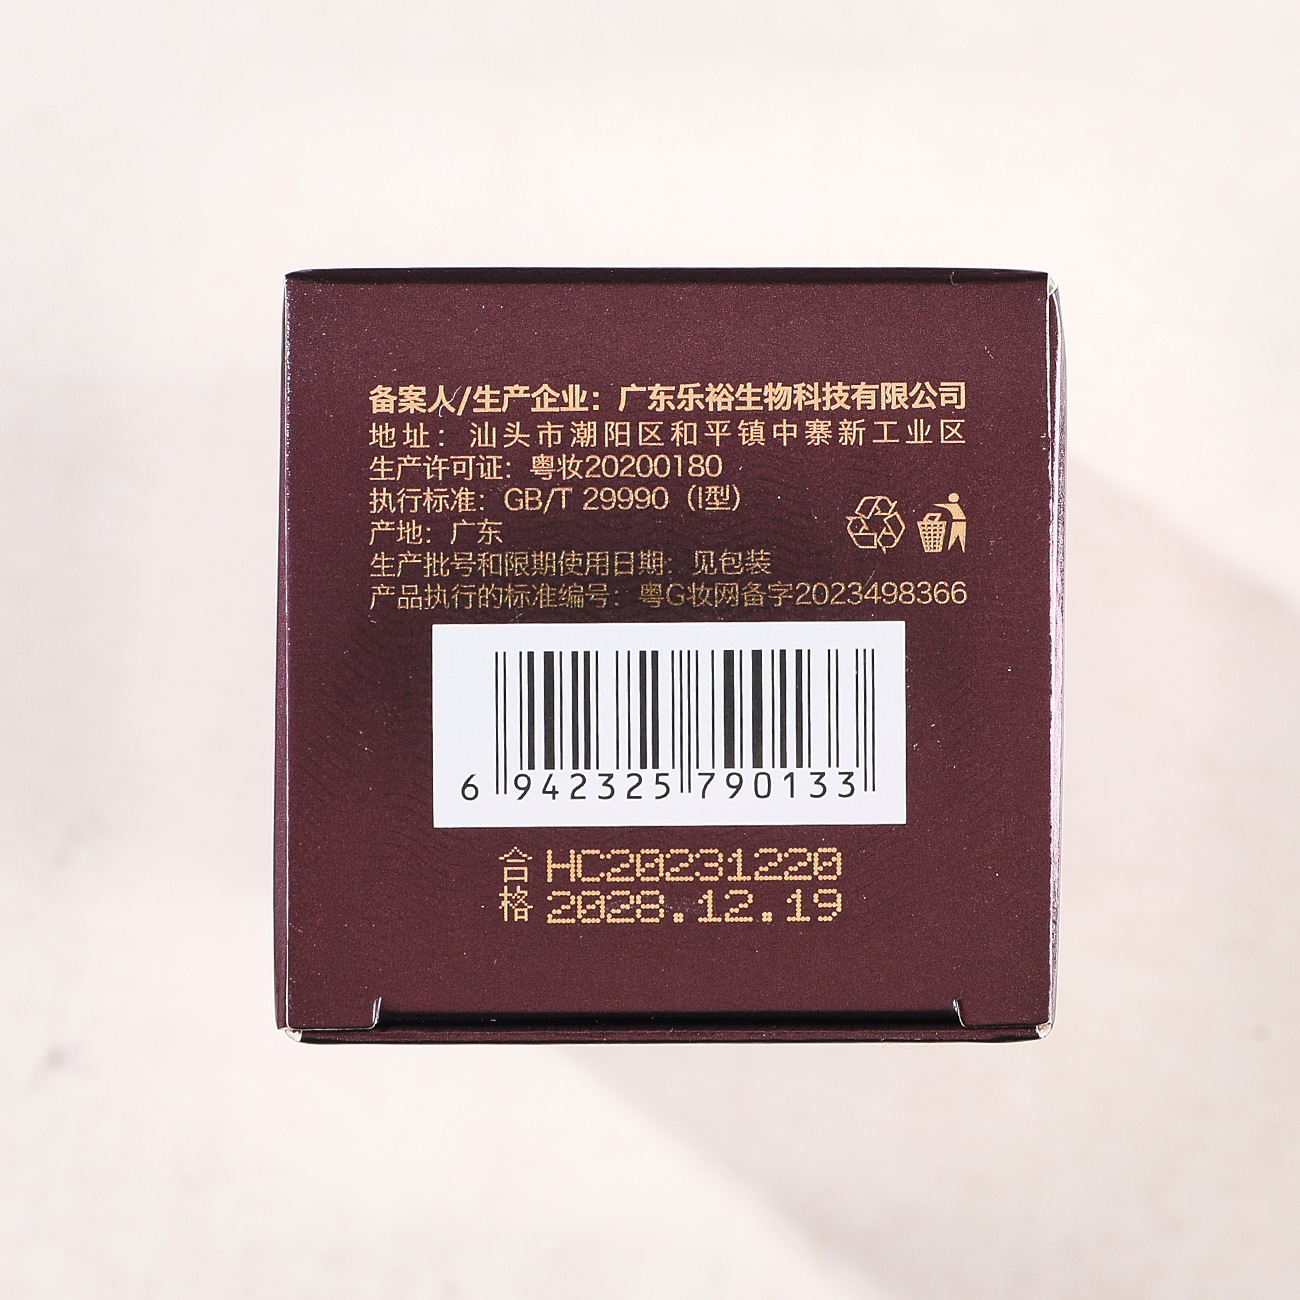 备案人/生产企业：广东乐裕生物科技有限公司
地址：汕头市潮阳区和平镇中寨新工业区
生产许可证：粤妆20200180
执行标准：GB/T 29990（I型）
产地：广东
生产批号和限期使用日期：见包装
产品执行的标准编号：粤G妆网备字2023498366
6 942325 790133
合格 HC20231220
2028.12.19